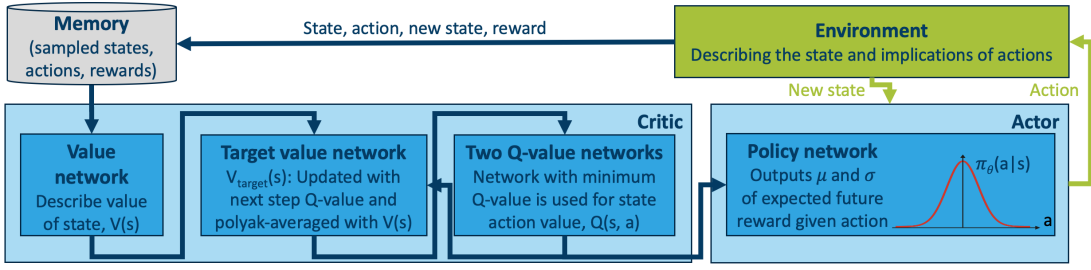 Memory
(sampled states,
actions, rewards)
State, action, new state, reward
Environment
Describing the state and implications of actions
New state
Action
Critic
Value
network
Describe value
of state, V(s)
Target value network
V_target(s): Updated with
next step Q-value and
polyak-averaged with V(s)
Two Q-value networks
Network with minimum
Q-value is used for state
action value, Q(s, a)
Actor
Policy network
Outputs μ and σ
of expected future
reward given action
π_θ(a|s)
a